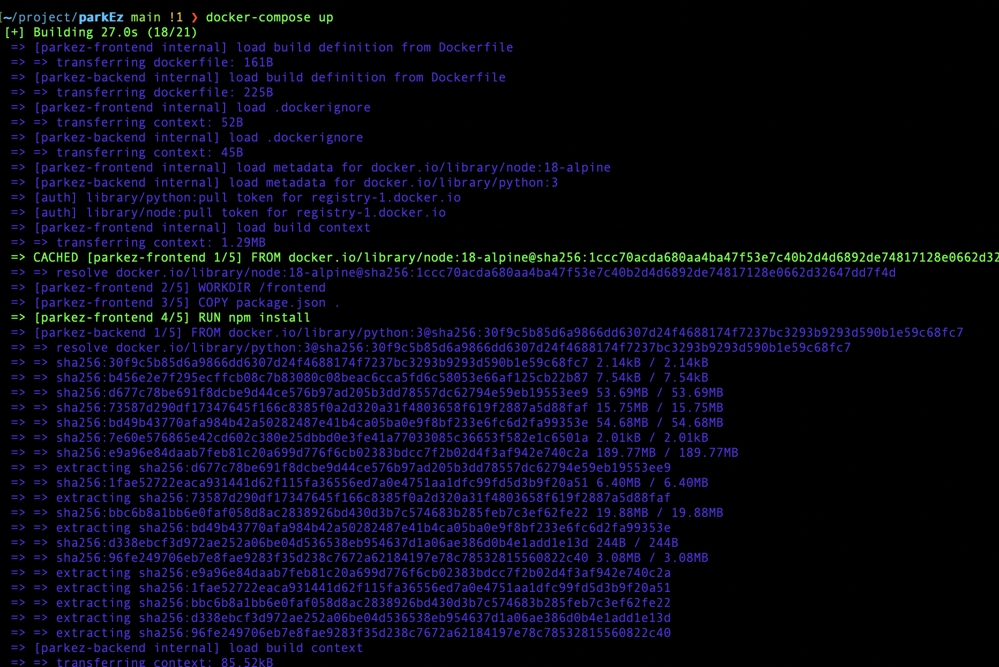 [~/project/parkEz main !1 ❯ docker-compose up
[+] Building 27.0s (18/21)
=> [parkez-frontend internal] load build definition from Dockerfile
=> => transferring dockerfile: 161B
=> [parkez-backend internal] load build definition from Dockerfile
=> => transferring dockerfile: 225B
=> [parkez-frontend internal] load .dockerignore
=> => transferring context: 52B
=> [parkez-backend internal] load .dockerignore
=> => transferring context: 45B
=> [parkez-frontend internal] load metadata for docker.io/library/node:18-alpine
=> [parkez-backend internal] load metadata for docker.io/library/python:3
=> [auth] library/python:pull token for registry-1.docker.io
=> [auth] library/node:pull token for registry-1.docker.io
=> [parkez-frontend internal] load build context
=> => transferring context: 1.29MB
=> CACHED [parkez-frontend 1/5] FROM docker.io/library/node:18-alpine@sha256:1ccc70acda680aa4ba47f53e7c40b2d4d6892de74817128e0662d32
=> => resolve docker.io/library/node:18-alpine@sha256:1ccc70acda680aa4ba47f53e7c40b2d4d6892de74817128e0662d32647dd7f4d
=> [parkez-frontend 2/5] WORKDIR /frontend
=> [parkez-frontend 3/5] COPY package.json .
=> [parkez-frontend 4/5] RUN npm install
=> [parkez-backend 1/5] FROM docker.io/library/python:3@sha256:30f9c5b85d6a9866dd6307d24f4688174f7237bc3293b9293d590b1e59c68fc7
=> => resolve docker.io/library/python:3@sha256:30f9c5b85d6a9866dd6307d24f4688174f7237bc3293b9293d590b1e59c68fc7
=> => sha256:30f9c5b85d6a9866dd6307d24f4688174f7237bc3293b9293d590b1e59c68fc7 2.14kB / 2.14kB
=> => sha256:b456e2e7f295ecffcb08c7b83080c08beac6cca5fd6c58053e66af125cb22b87 7.54kB / 7.54kB
=> => sha256:d677c78be691f8dcbe9d44ce576b97ad205b3dd78557dc62794e59eb19553ee9 53.69MB / 53.69MB
=> => sha256:73587d290df17347645f166c8385f0a2d320a31f4803658f619f2887a5d88faf 15.75MB / 15.75MB
=> => sha256:bd49b43770afa984b42a50282487e41b4ca05ba0e9f8bf233e6fc6d2fa99353e 54.68MB / 54.68MB
=> => sha256:7e60e576865e42cd602c380e25dbbd0e3fe41a77033085c36653f582e1c6501a 2.01kB / 2.01kB
=> => sha256:e9a96e84daab7feb81c20a699d776f6cb02383bdcc7f2b02d4f3af942e740c2a 189.77MB / 189.77MB
=> => extracting sha256:d677c78be691f8dcbe9d44ce576b97ad205b3dd78557dc62794e59eb19553ee9
=> => sha256:1fae52722eaca931441d62f115fa36556ed7a0e4751aa1dfc99fd5d3b9f20a51 6.40MB / 6.40MB
=> => extracting sha256:73587d290df17347645f166c8385f0a2d320a31f4803658f619f2887a5d88faf
=> => sha256:bbc6b8a1bb6e0faf058d8ac2838926bd430d3b7c574683b285feb7c3ef62fe22 19.88MB / 19.88MB
=> => extracting sha256:bd49b43770afa984b42a50282487e41b4ca05ba0e9f8bf233e6fc6d2fa99353e
=> => sha256:d338ebcf3d972ae252a06be04d536538eb954637d1a06ae386d0b4e1add1e13d 244B / 244B
=> => sha256:96fe249706eb7e8fae9283f35d238c7672a62184197e78c78532815560822c40 3.08MB / 3.08MB
=> => extracting sha256:e9a96e84daab7feb81c20a699d776f6cb02383bdcc7f2b02d4f3af942e740c2a
=> => extracting sha256:1fae52722eaca931441d62f115fa36556ed7a0e4751aa1dfc99fd5d3b9f20a51
=> => extracting sha256:bbc6b8a1bb6e0faf058d8ac2838926bd430d3b7c574683b285feb7c3ef62fe22
=> => extracting sha256:d338ebcf3d972ae252a06be04d536538eb954637d1a06ae386d0b4e1add1e13d
=> => extracting sha256:96fe249706eb7e8fae9283f35d238c7672a62184197e78c78532815560822c40
=> [parkez-backend internal] load build context
=> => transferring context: 85.52kB